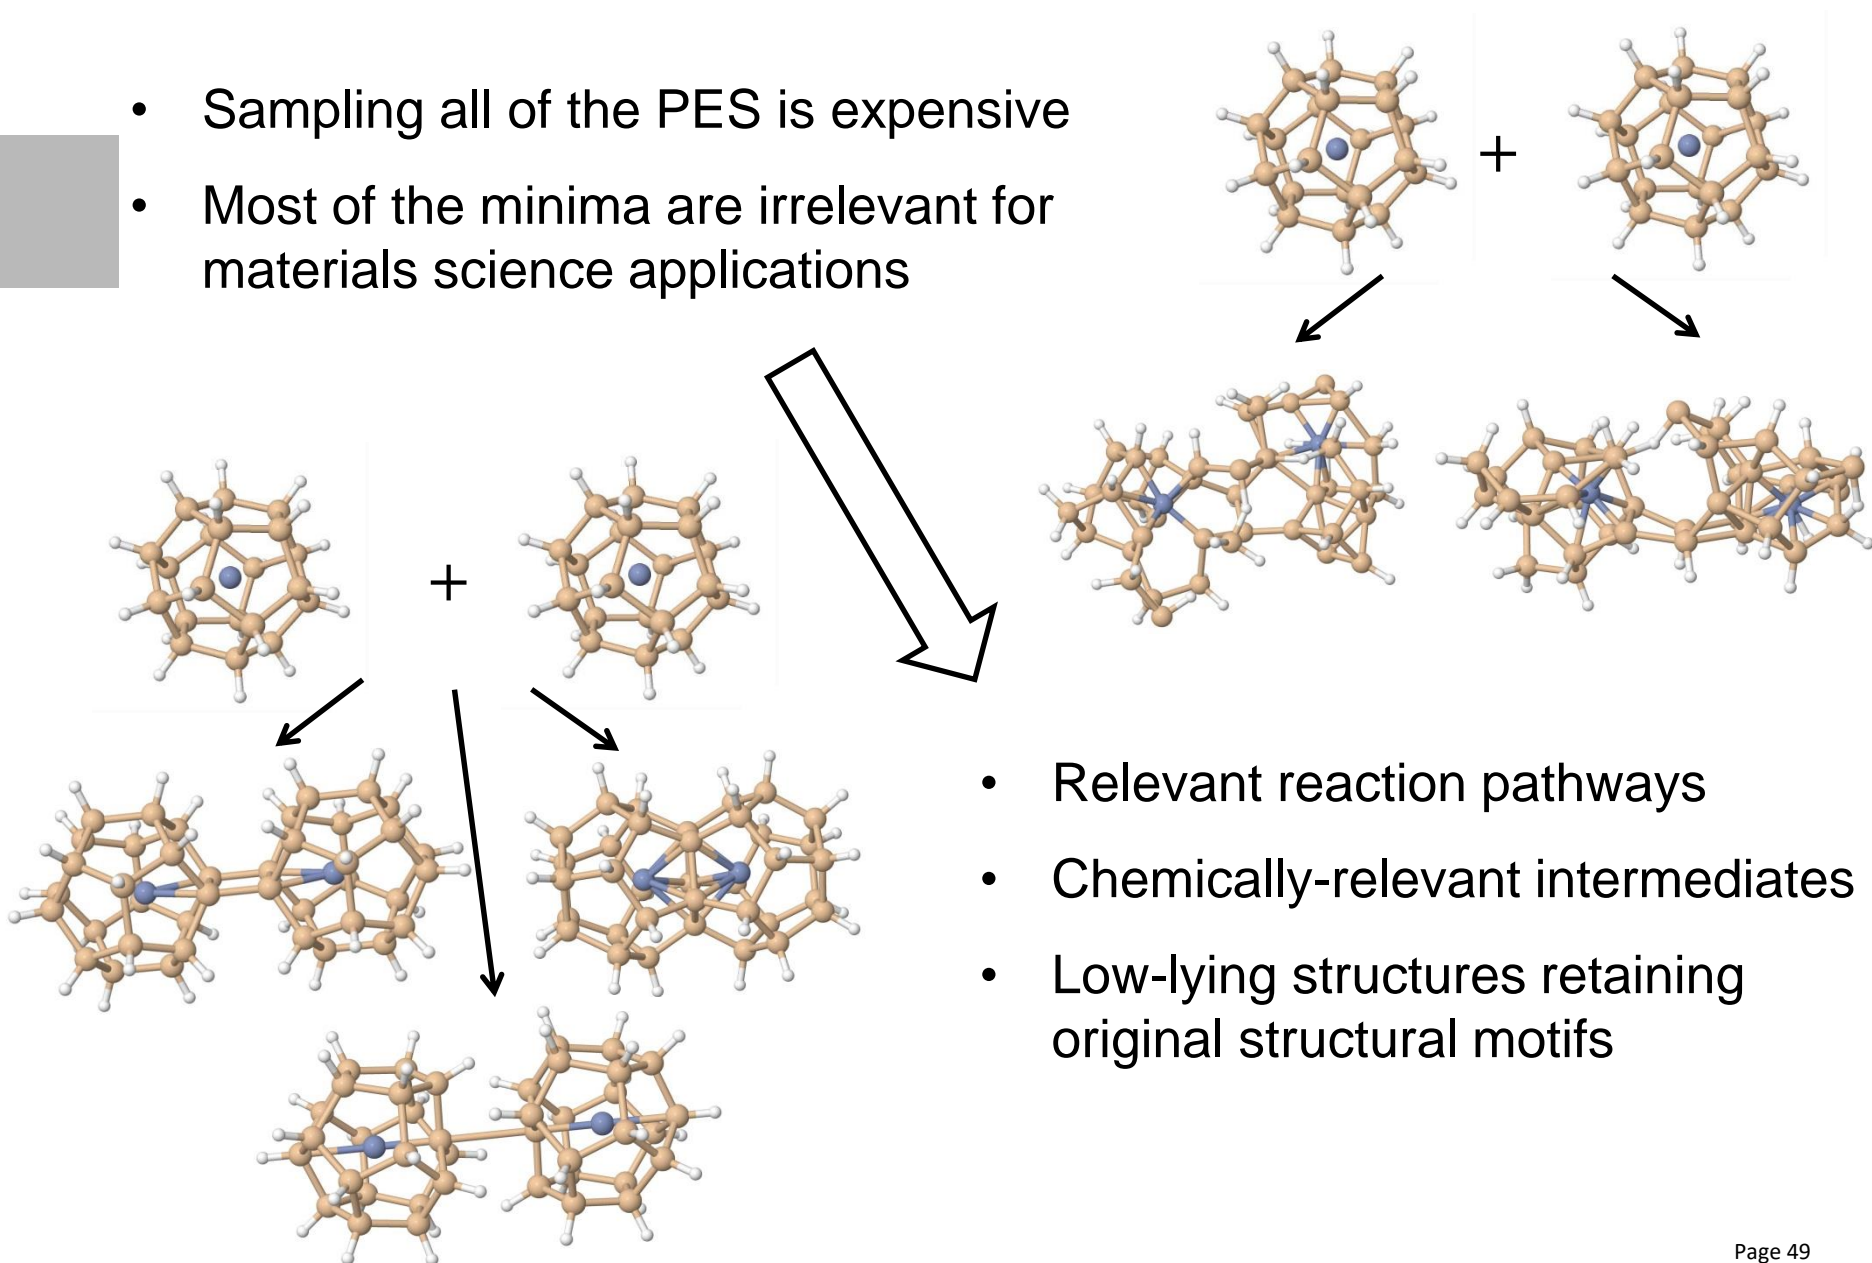 • Sampling all of the PES is expensive
• Most of the minima are irrelevant for
materials science applications
+
+
• Relevant reaction pathways
• Chemically-relevant intermediates
• Low-lying structures retaining
original structural motifs
Page 49